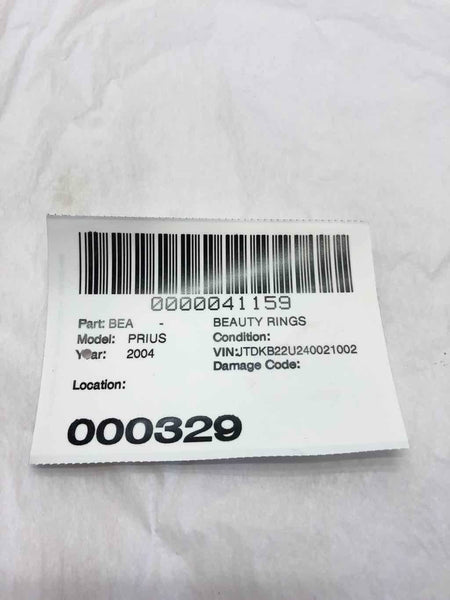 0000041159
Part: BEA - BEAUTY RINGS
Model: PRIUS Condition:
Year: 2004 VIN:JTDKB22U240021002
Damage Code:
Location:
000329